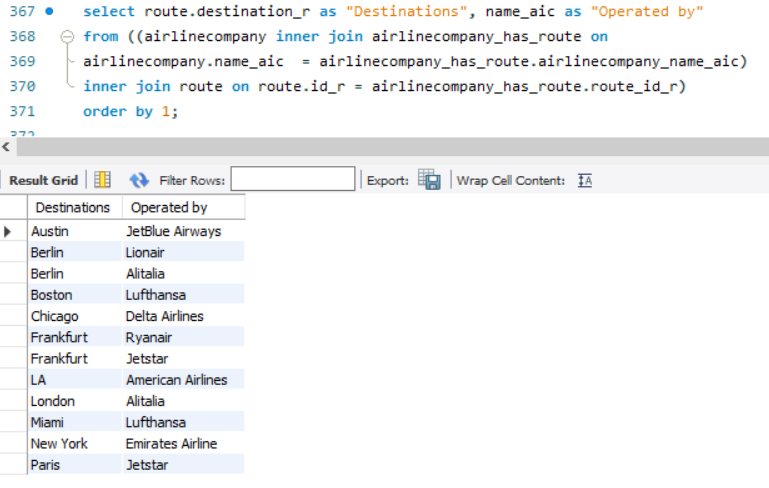 367 select route.destination_r as "Destinations", name_aic as "Operated by"
368 from ((airlinecompany inner join airlinecompany_has_route on
369 airlinecompany.name_aic  = airlinecompany_has_route.airlinecompany_name_aic)
370 inner join route on route.id_r = airlinecompany_has_route.route_id_r)
371 order by 1;
372
Result Grid Filter Rows: Export: Wrap Cell Content: IA
Destinations Operated by
Austin JetBlue Airways
Berlin Lionair
Berlin Alitalia
Boston Lufthansa
Chicago Delta Airlines
Frankfurt Ryanair
Frankfurt Jetstar
LA American Airlines
London Alitalia
Miami Lufthansa
New York Emirates Airline
Paris Jetstar